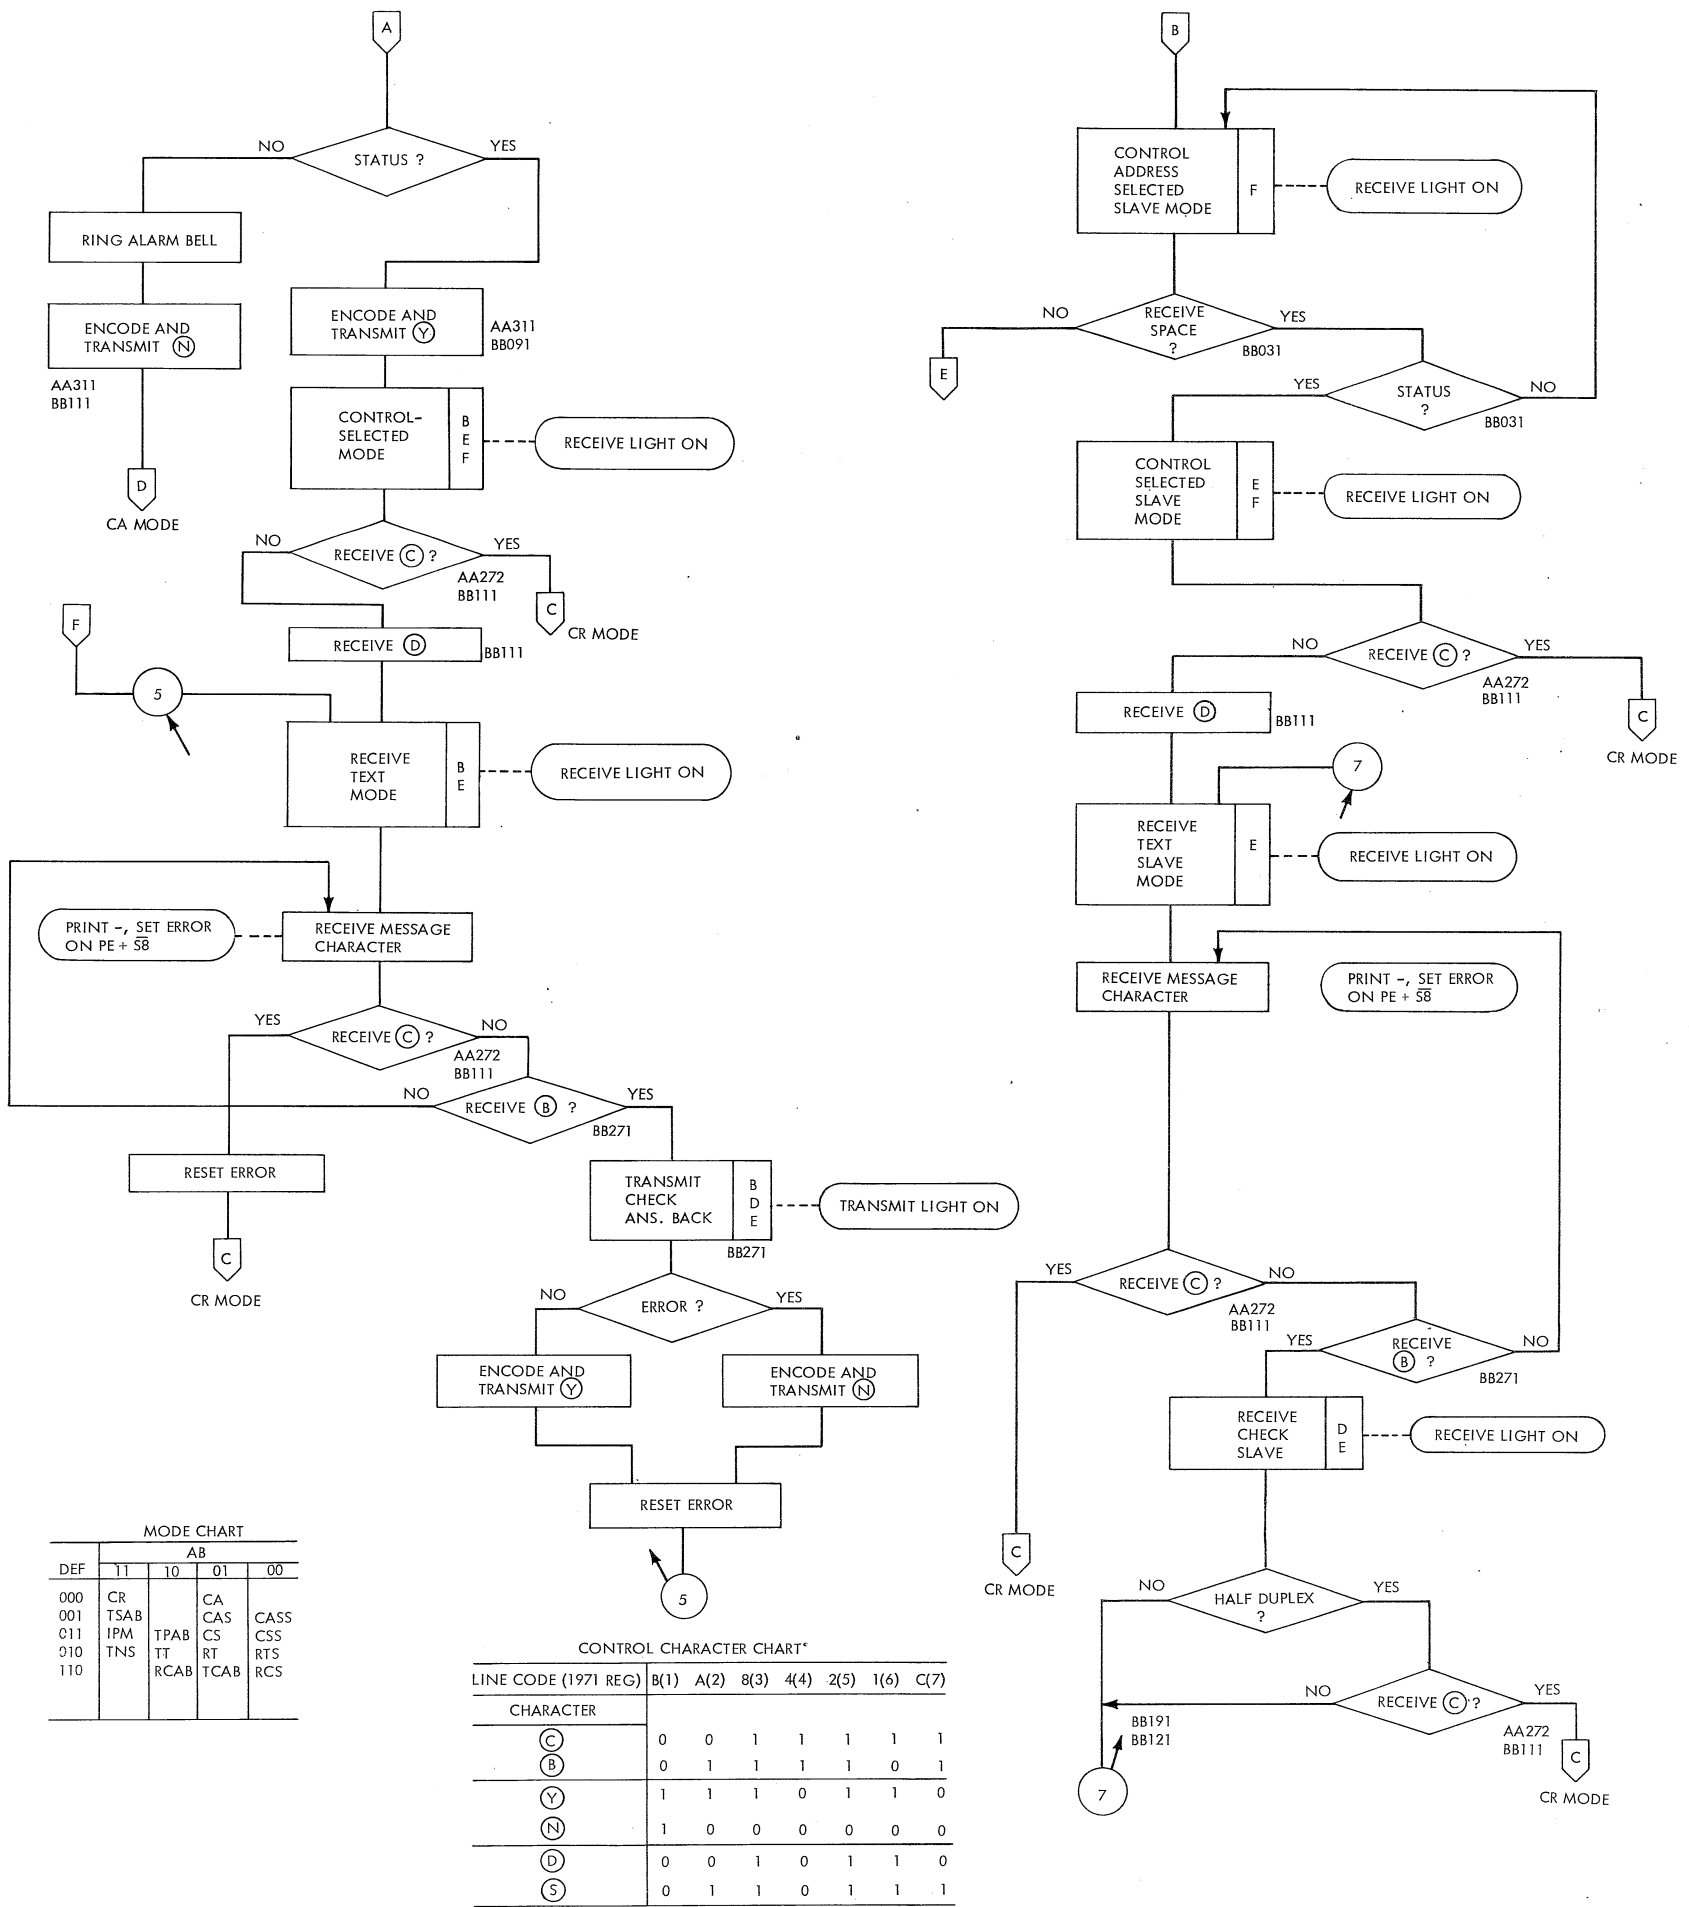 A
STATUS ?
NO
YES
RING ALARM BELL
ENCODE AND
TRANSMIT Ⓝ
AA311
BB111
D
CA MODE
ENCODE AND
TRANSMIT Ⓨ
AA311
BB091
CONTROL-
SELECTED
MODE
B
E
F
RECEIVE LIGHT ON
NO
RECEIVE Ⓒ ?
YES
AA272
BB111
C
CR MODE
F
5
RECEIVE Ⓓ
BB111
RECEIVE
TEXT
MODE
B
E
RECEIVE LIGHT ON
PRINT -, SET ERROR
ON PE + S̅8̅
RECEIVE MESSAGE
CHARACTER
YES
RECEIVE Ⓒ ?
NO
AA272
BB111
NO
RECEIVE Ⓑ ?
YES
BB271
RESET ERROR
C
CR MODE
TRANSMIT
CHECK
ANS. BACK
B
D
E
TRANSMIT LIGHT ON
BB271
NO
ERROR ?
YES
ENCODE AND
TRANSMIT Ⓨ
ENCODE AND
TRANSMIT Ⓝ
RESET ERROR
5
MODE CHART
AB
DEF 11 10 01 00
000 CR CA
001 TSAB CAS CASS
011 IPM TPAB CS CSS
010 TNS TT RT RTS
110 RCAB TCAB RCS
CONTROL CHARACTER CHART
LINE CODE (1971 REG) B(1) A(2) 8(3) 4(4) 2(5) 1(6) C(7)
CHARACTER
Ⓒ 0 0 1 1 1 1 1
Ⓑ 0 1 1 1 1 0 1
Ⓨ 1 1 1 0 1 1 0
Ⓝ 1 0 0 0 0 0 0
Ⓓ 0 0 1 0 1 1 0
Ⓢ 0 1 1 0 1 1 1
B
CONTROL
ADDRESS
SELECTED
SLAVE MODE
F
RECEIVE LIGHT ON
NO
RECEIVE
SPACE
?
YES
BB031
E
YES
STATUS
?
NO
BB031
CONTROL
SELECTED
SLAVE
MODE
E
F
RECEIVE LIGHT ON
NO
RECEIVE Ⓒ ?
YES
AA272
BB111
C
CR MODE
RECEIVE Ⓓ
BB111
7
RECEIVE
TEXT
SLAVE
MODE
E
RECEIVE LIGHT ON
RECEIVE MESSAGE
CHARACTER
PRINT -, SET ERROR
ON PE + S̅8̅
YES
RECEIVE Ⓒ ?
NO
AA272
BB111
YES
RECEIVE
Ⓑ ?
NO
BB271
RECEIVE
CHECK
SLAVE
D
E
RECEIVE LIGHT ON
C
CR MODE
NO
HALF DUPLEX
?
YES
NO
RECEIVE Ⓒ ?
YES
BB191
BB121
AA272
BB111
7
C
CR MODE